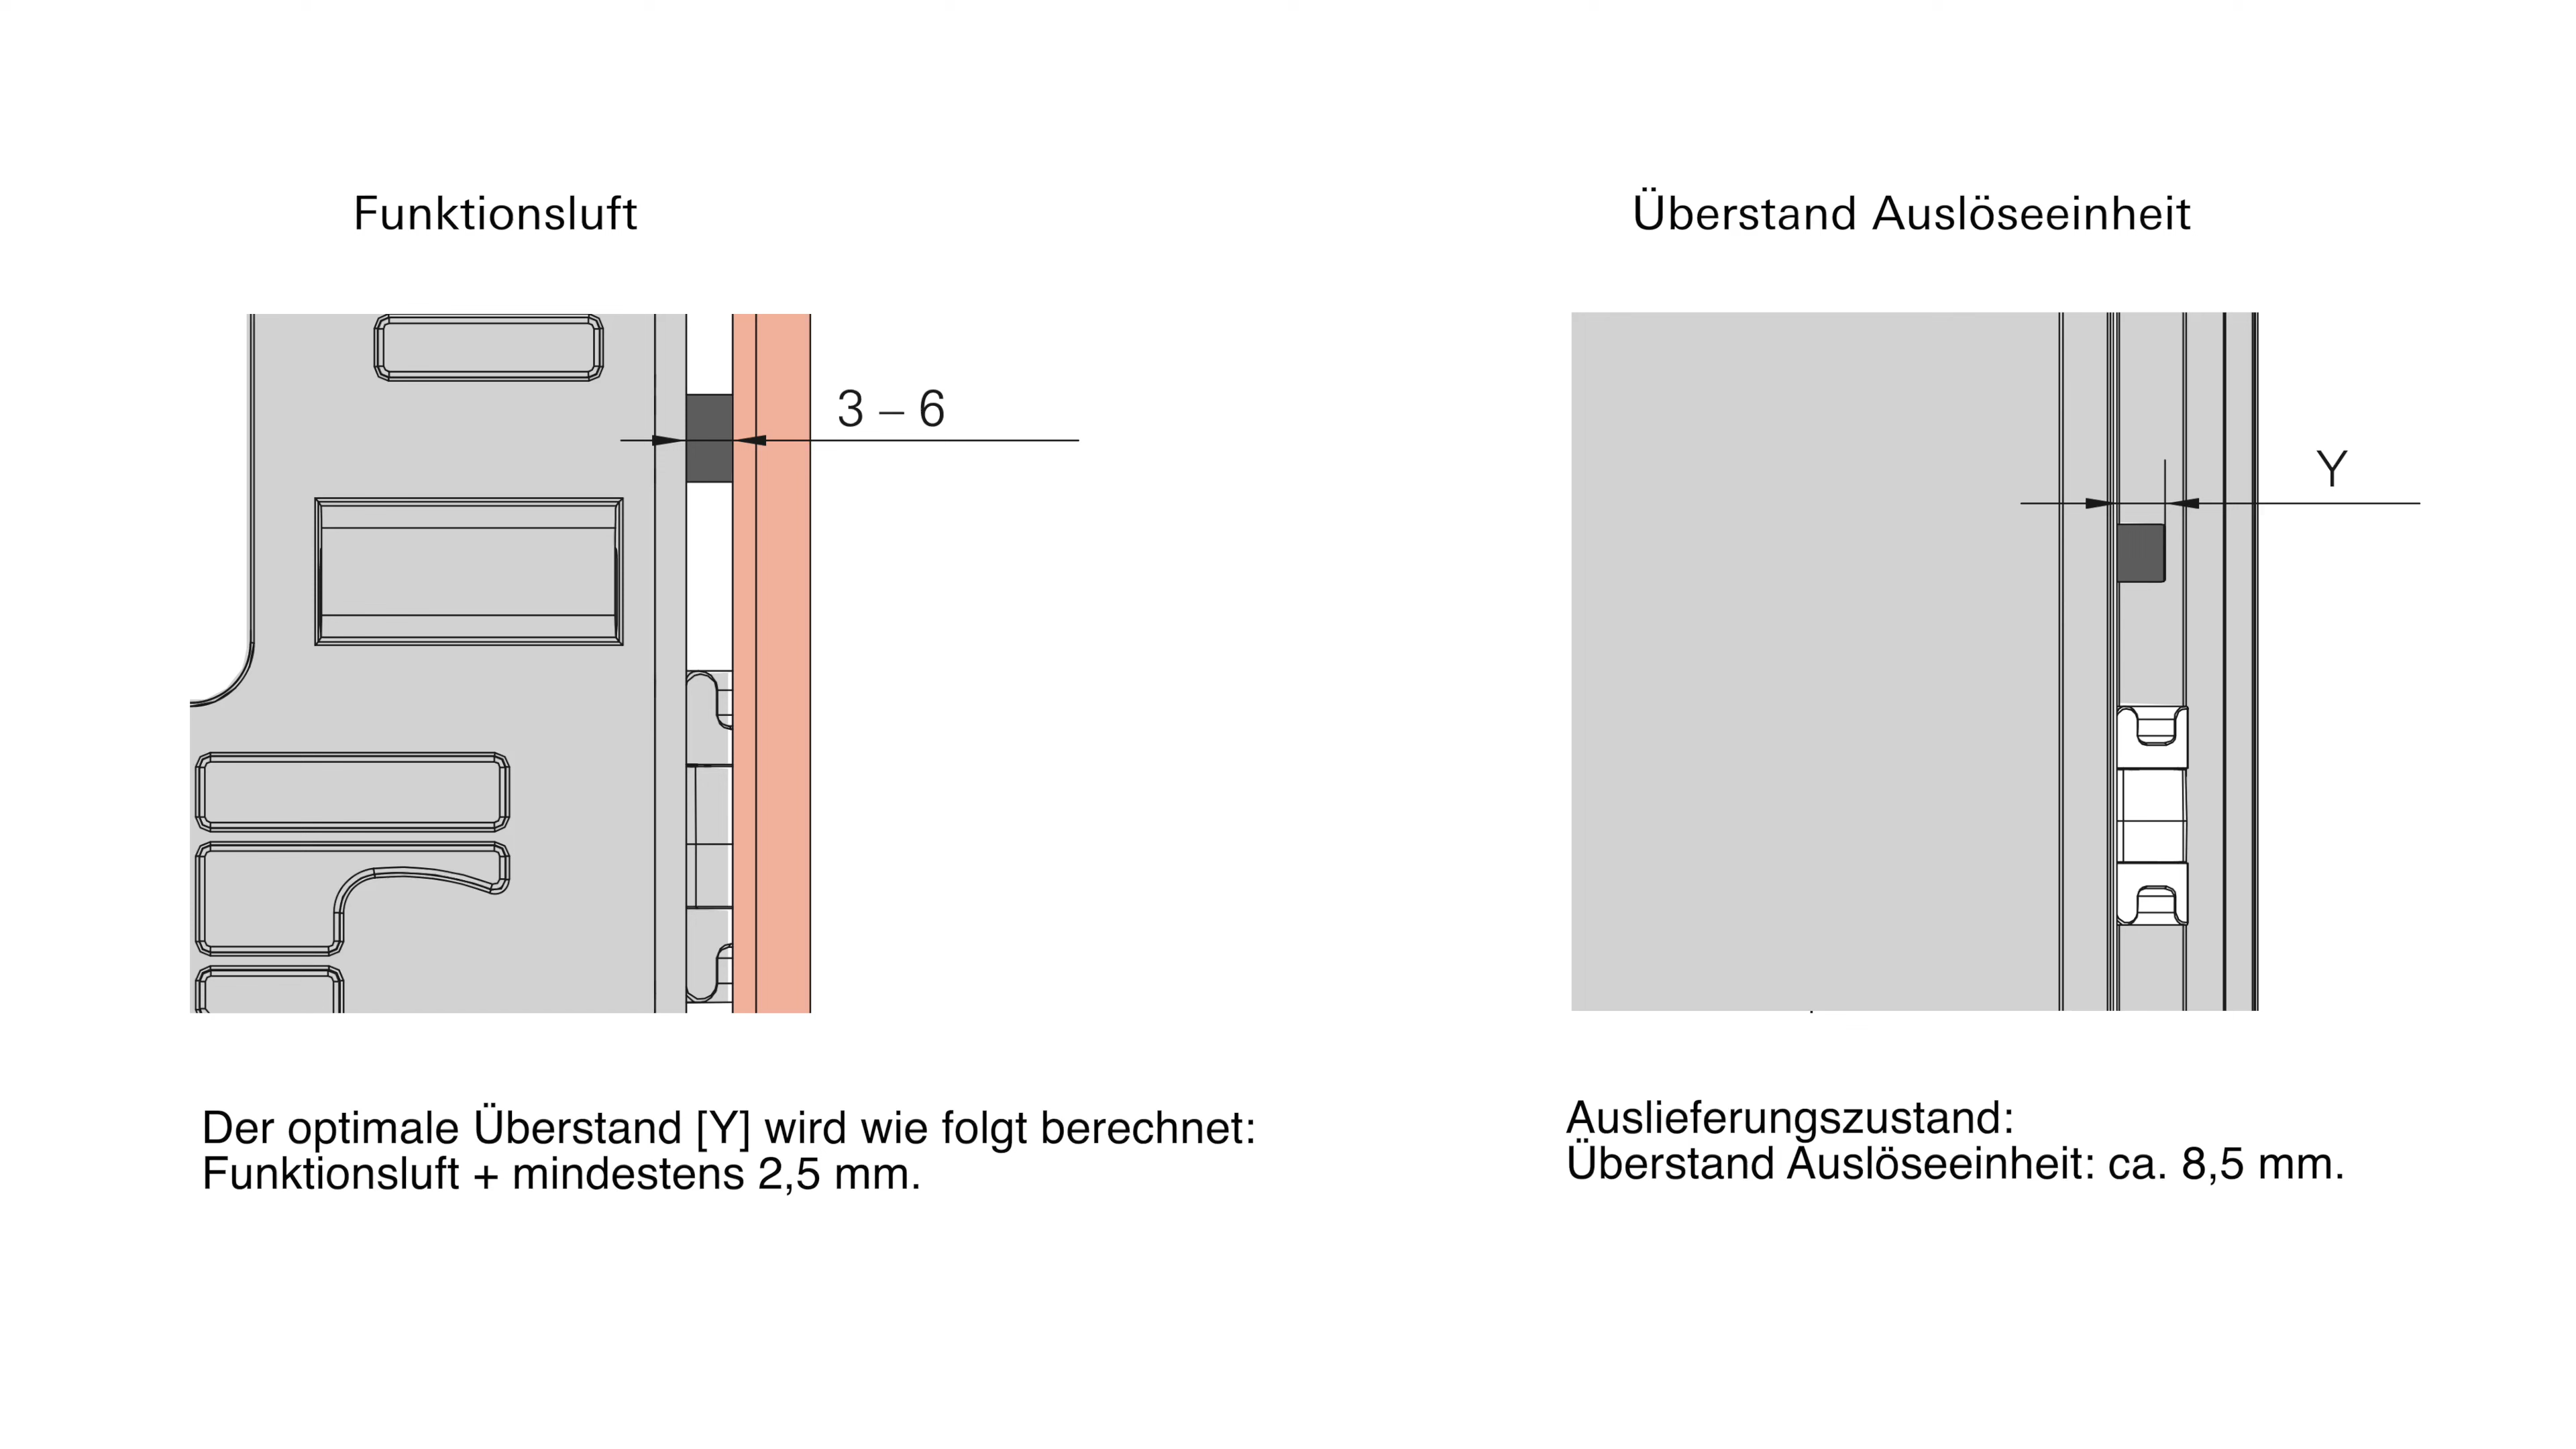 Funktionsluft
Überstand Auslöseeinheit
3 – 6
Y
Der optimale Überstand [Y] wird wie folgt berechnet:
Funktionsluft + mindestens 2,5 mm.
Auslieferungszustand:
Überstand Auslöseeinheit: ca. 8,5 mm.